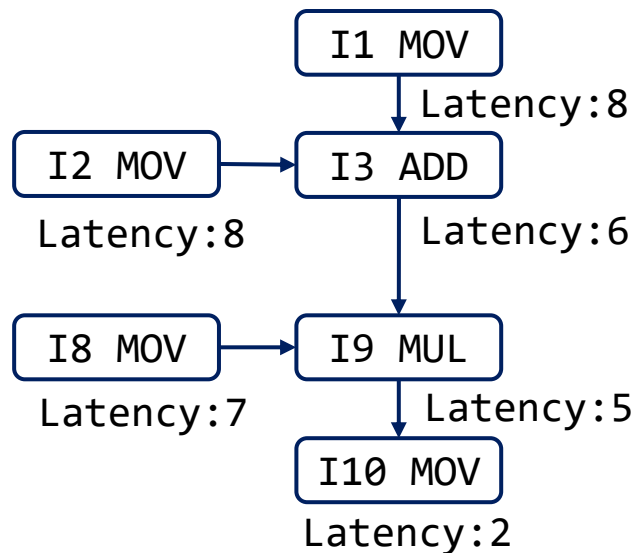 I1 MOV
Latency:8
I2 MOV
I3 ADD
Latency:8
Latency:6
I8 MOV
I9 MUL
Latency:7
Latency:5
I10 MOV
Latency:2